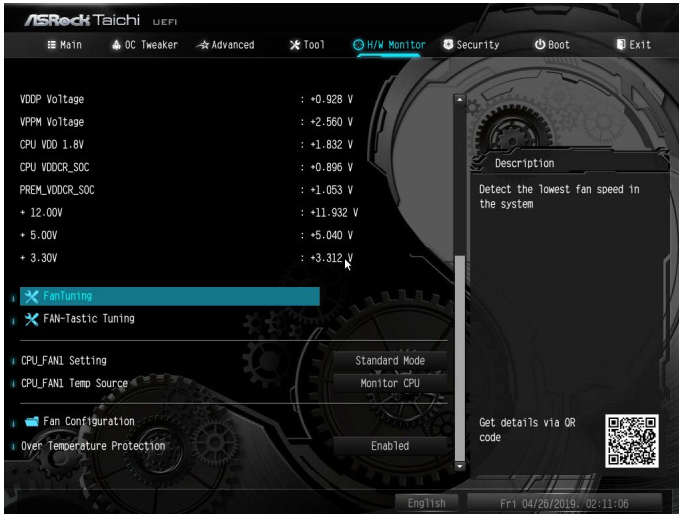 ASRock Taichi UEFI
Main OC Tweaker Advanced Tool H/W Monitor Security Boot Exit
VDDP Voltage : +0.928 V
VPPM Voltage : +2.560 V
CPU VDD 1.8V : +1.832 V
CPU VDDCR_SOC : +0.896 V
PREM_VDDCR_SOC : +1.053 V
+ 12.00V : +11.932 V
+ 5.00V : +5.040 V
+ 3.30V : +3.312 V
FanTuning
FAN-Tastic Tuning
CPU_FAN1 Setting Standard Mode
CPU_FAN1 Temp Source Monitor CPU
Fan Configuration
Over Temperature Protection Enabled
Description
Detect the lowest fan speed in
the system
Get details via QR
code
English Fri 04/26/2019. 02:11:06